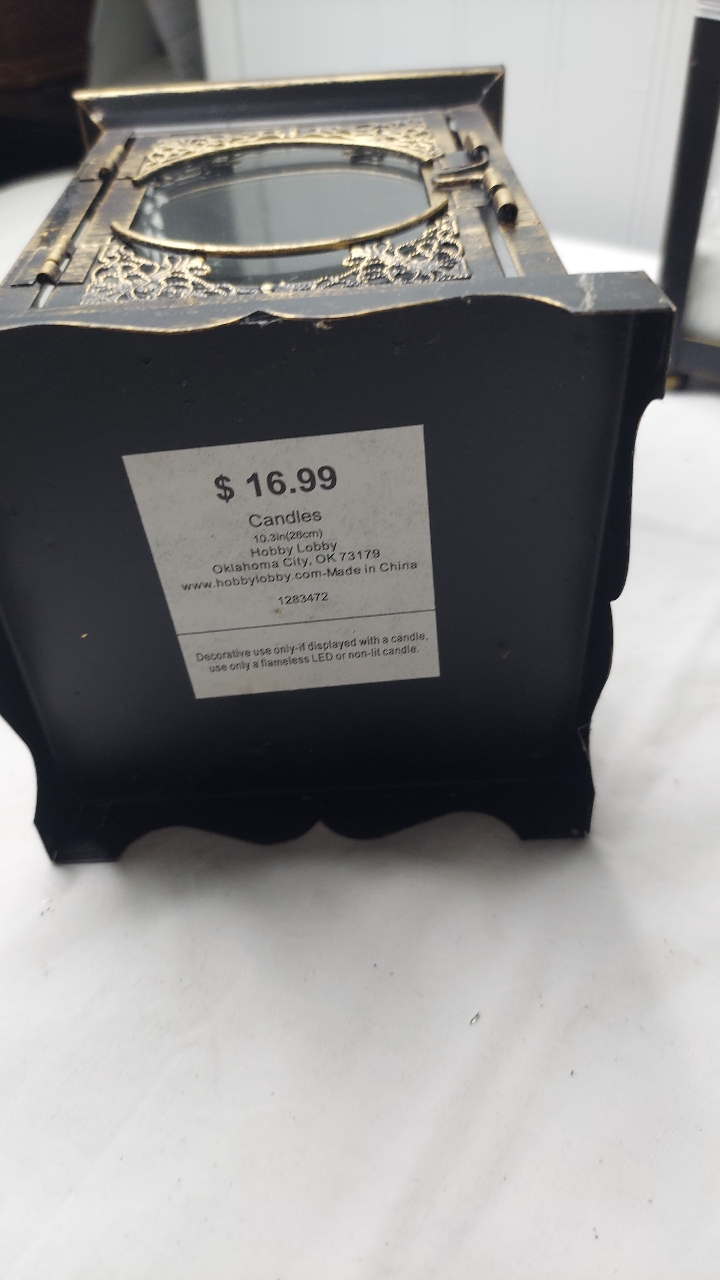 $ 16.99
Candles
10.3in(26cm)
Hobby Lobby
Oklahoma City, OK 73179
www.hobbylobby.com-Made in China
1283472
Decorative use only-if displayed with a candle,
use only a flameless LED or non-lit candle.